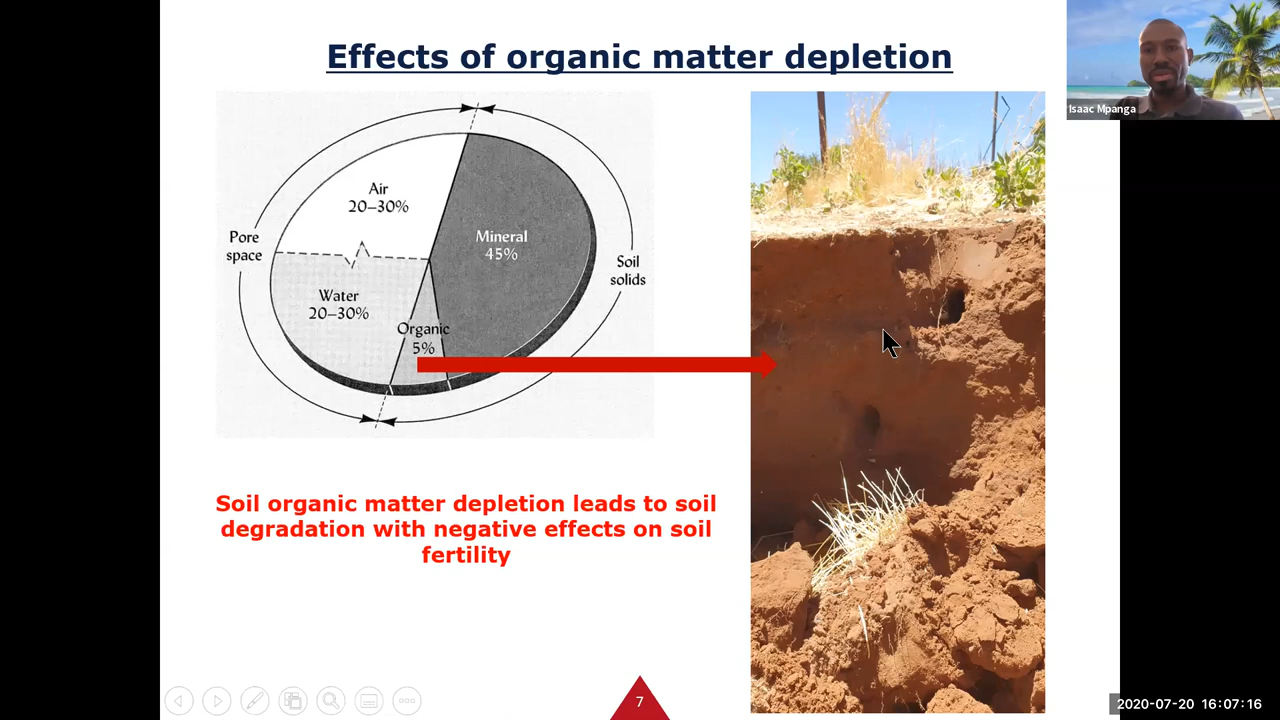 Effects of organic matter depletion
Isaac Mpanga
Air
20–30%
Mineral
45%
Pore
space
Soil
solids
Water
20–30%
Organic
5%
Soil organic matter depletion leads to soil
degradation with negative effects on soil
fertility
7
2020-07-20 16:07:16